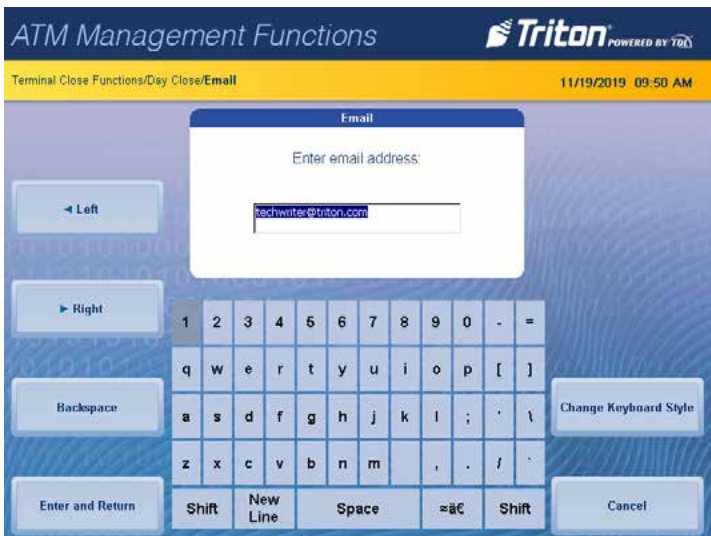 ATM Management Functions
Triton POWERED BY TDL
Terminal Close Functions/Day Close/Email
11/19/2019 09:50 AM
Email
Enter email address:
techwriter@triton.com
◄ Left
► Right
Backspace
Enter and Return
1 2 3 4 5 6 7 8 9 0 - =
q w e r t y u i o p [ ]
a s d f g h j k l ; ' \
z x c v b n m , . / `
Shift New Line Space ≈ä€ Shift
Change Keyboard Style
Cancel